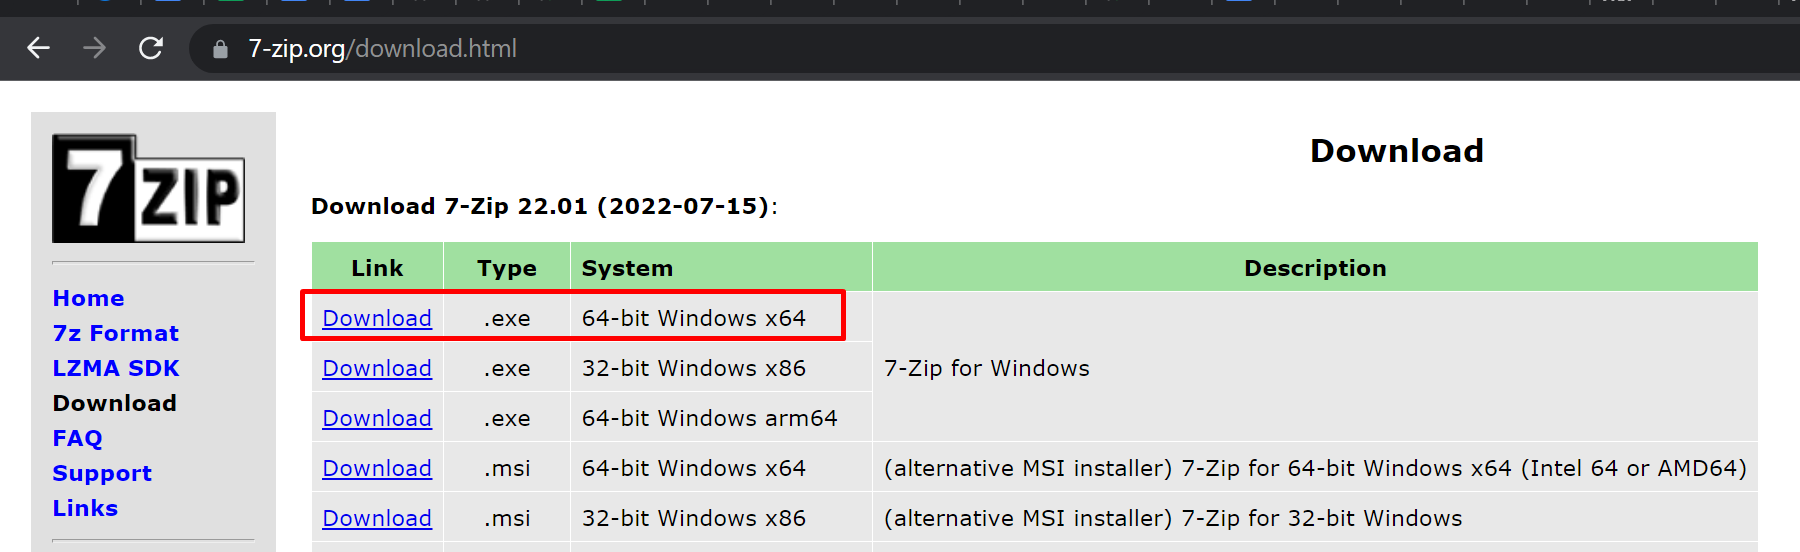 7-zip.org/download.html
7ZIP
Home
7z Format
LZMA SDK
Download
FAQ
Support
Links
Download
Download 7-Zip 22.01 (2022-07-15):
Link Type System Description
Download .exe 64-bit Windows x64
Download .exe 32-bit Windows x86 7-Zip for Windows
Download .exe 64-bit Windows arm64
Download .msi 64-bit Windows x64 (alternative MSI installer) 7-Zip for 64-bit Windows x64 (Intel 64 or AMD64)
Download .msi 32-bit Windows x86 (alternative MSI installer) 7-Zip for 32-bit Windows